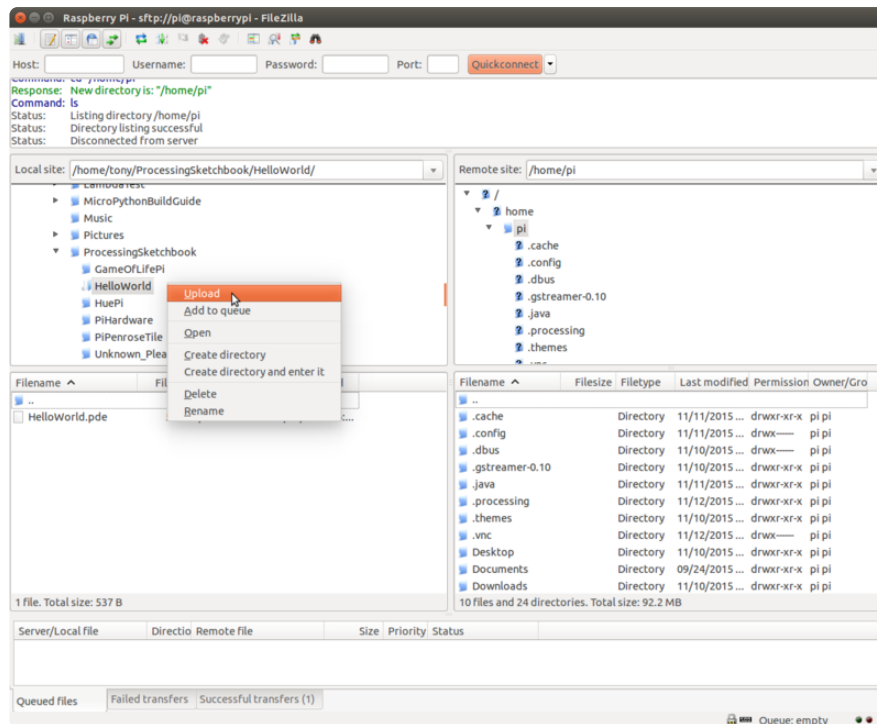 Raspberry Pi - sftp://pi@raspberrypi - FileZilla
Host: Username: Password: Port: Quickconnect
Response: New directory is: "/home/pi"
Command: ls
Status: Listing directory /home/pi
Status: Directory listing successful
Status: Disconnected from server
Local site: /home/tony/ProcessingSketchbook/HelloWorld/
LambdaTest
MicroPythonBuildGuide
Music
Pictures
ProcessingSketchbook
GameOfLifePi
HelloWorld
HuePi
PiHardware
PiPenroseTile
Unknown_Plea
Upload
Add to queue
Open
Create directory
Create directory and enter it
Delete
Rename
Filename
..
HelloWorld.pde
1 file. Total size: 537 B
Remote site: /home/pi
/
home
pi
.cache
.config
.dbus
.gstreamer-0.10
.java
.processing
.themes
Filename Filesize Filetype Last modified Permission Owner/Gro
..
.cache Directory 11/11/2015 ... drwxr-xr-x pi pi
.config Directory 11/11/2015 ... drwx------ pi pi
.dbus Directory 11/10/2015 ... drwx------ pi pi
.gstreamer-0.10 Directory 11/10/2015 ... drwxr-xr-x pi pi
.java Directory 11/11/2015 ... drwxr-xr-x pi pi
.processing Directory 11/12/2015 ... drwxr-xr-x pi pi
.themes Directory 11/10/2015 ... drwxr-xr-x pi pi
.vnc Directory 11/12/2015 ... drwx------ pi pi
Desktop Directory 11/10/2015 ... drwxr-xr-x pi pi
Documents Directory 09/24/2015 ... drwxr-xr-x pi pi
Downloads Directory 11/10/2015 ... drwxr-xr-x pi pi
10 files and 24 directories. Total size: 92.2 MB
Server/Local file Directio Remote file Size Priority Status
Queued files Failed transfers Successful transfers (1)
Queue: empty